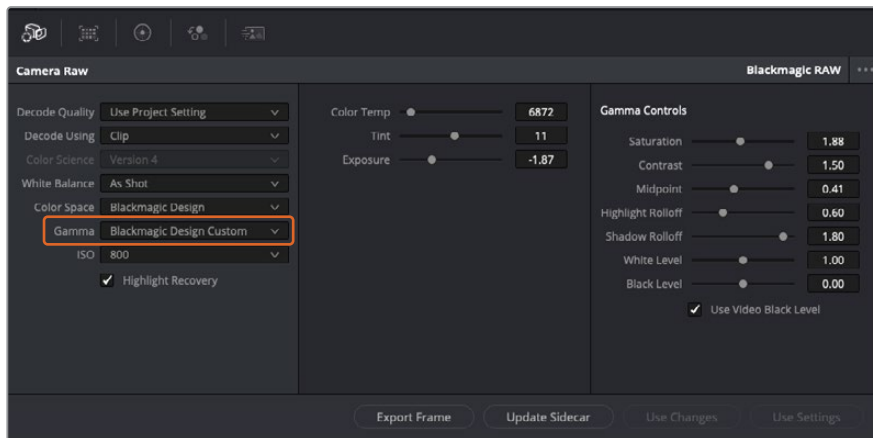 Camera Raw
Blackmagic RAW
Decode Quality Use Project Setting
Decode Using Clip
Color Science Version 4
White Balance As Shot
Color Space Blackmagic Design
Gamma Blackmagic Design Custom
ISO 800
Highlight Recovery
Color Temp 6872
Tint 11
Exposure -1.87
Gamma Controls
Saturation 1.88
Contrast 1.50
Midpoint 0.41
Highlight Rolloff 0.60
Shadow Rolloff 1.80
White Level 1.00
Black Level 0.00
Use Video Black Level
Export Frame
Update Sidecar
Use Changes
Use Settings